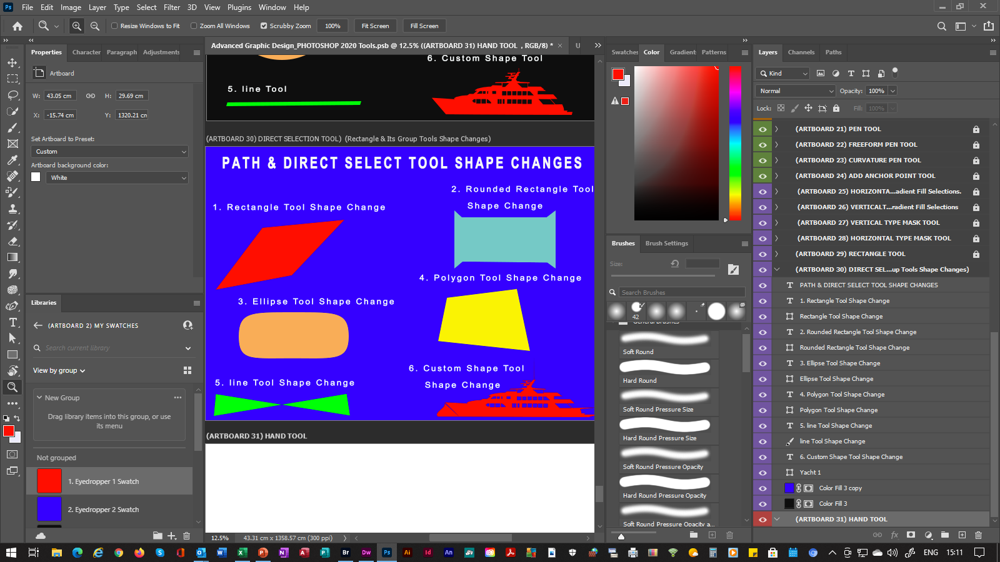 Ps File Edit Image Layer Type Select Filter 3D View Plugins Window Help
Resize Windows to Fit Zoom All Windows Scrubby Zoom 100% Fit Screen Fill Screen
Properties Character Paragraph Adjustments
Artboard
W: 43.05 cm H: 29.69 cm
X: -15.74 cm Y: 1320.21 cm
Set Artboard to Preset:
Custom
Artboard background color:
White
Libraries
(ARTBOARD 2) MY SWATCHES
Search current library
View by group
New Group
Drag library items into this group, or use
its menu
Not grouped
1. Eyedropper 1 Swatch
2. Eyedropper 2 Swatch
Advanced Graphic Design_PHOTOSHOP 2020 Tools.psb @ 12.5% ((ARTBOARD 31) HAND TOOL , RGB/8) * × U
6. Custom Shape Tool
5. line Tool
(ARTBOARD 30) DIRECT SELECTION TOOL) (Rectangle & Its Group Tools Shape Changes)
PATH & DIRECT SELECT TOOL SHAPE CHANGES
2. Rounded Rectangle Tool
Shape Change
1. Rectangle Tool Shape Change
4. Polygon Tool Shape Change
3. Ellipse Tool Shape Change
6. Custom Shape Tool
Shape Change
5. line Tool Shape Change
(ARTBOARD 31) HAND TOOL
12.5% 43.31 cm x 1358.57 cm (300 ppi)
Swatches Color Gradients Patterns
Brushes Brush Settings
Size:
Search Brushes
42
General Brushes
Soft Round
Hard Round
Soft Round Pressure Size
Hard Round Pressure Size
Soft Round Pressure Opacity
Hard Round Pressure Opacity
Soft Round Pressure Opacity a...
Layers Channels Paths
Kind
Normal Opacity: 100%
Lock: Fill: 100%
(ARTBOARD 21) PEN TOOL
(ARTBOARD 22) FREEFORM PEN TOOL
(ARTBOARD 23) CURVATURE PEN TOOL
(ARTBOARD 24) ADD ANCHOR POINT TOOL
(ARTBOARD 25) HORIZONTA...adient Fill Selections.
(ARTBOARD 26) VERTICALT...radient Fill Selections
(ARTBOARD 27) VERTICAL TYPE MASK TOOL
(ARTBOARD 28) HORIZONTAL TYPE MASK TOOL
(ARTBOARD 29) RECTANGLE TOOL
(ARTBOARD 30) DIRECT SEL...up Tools Shape Changes)
PATH & DIRECT SELECT TOOL SHAPE CHANGES
1. Rectangle Tool Shape Change
Rectangle Tool Shape Change
2. Rounded Rectangle Tool Shape Change
Rounded Rectangle Tool Shape Change
3. Ellipse Tool Shape Change
Ellipse Tool Shape Change
4. Polygon Tool Shape Change
Polygon Tool Shape Change
5. line Tool Shape Change
line Tool Shape Change
6. Custom Shape Tool Shape Change
Yacht 1
Color Fill 3 copy
Color Fill 3
(ARTBOARD 31) HAND TOOL
fx
Br Dw Ps Ai Id An
ENG 15:11